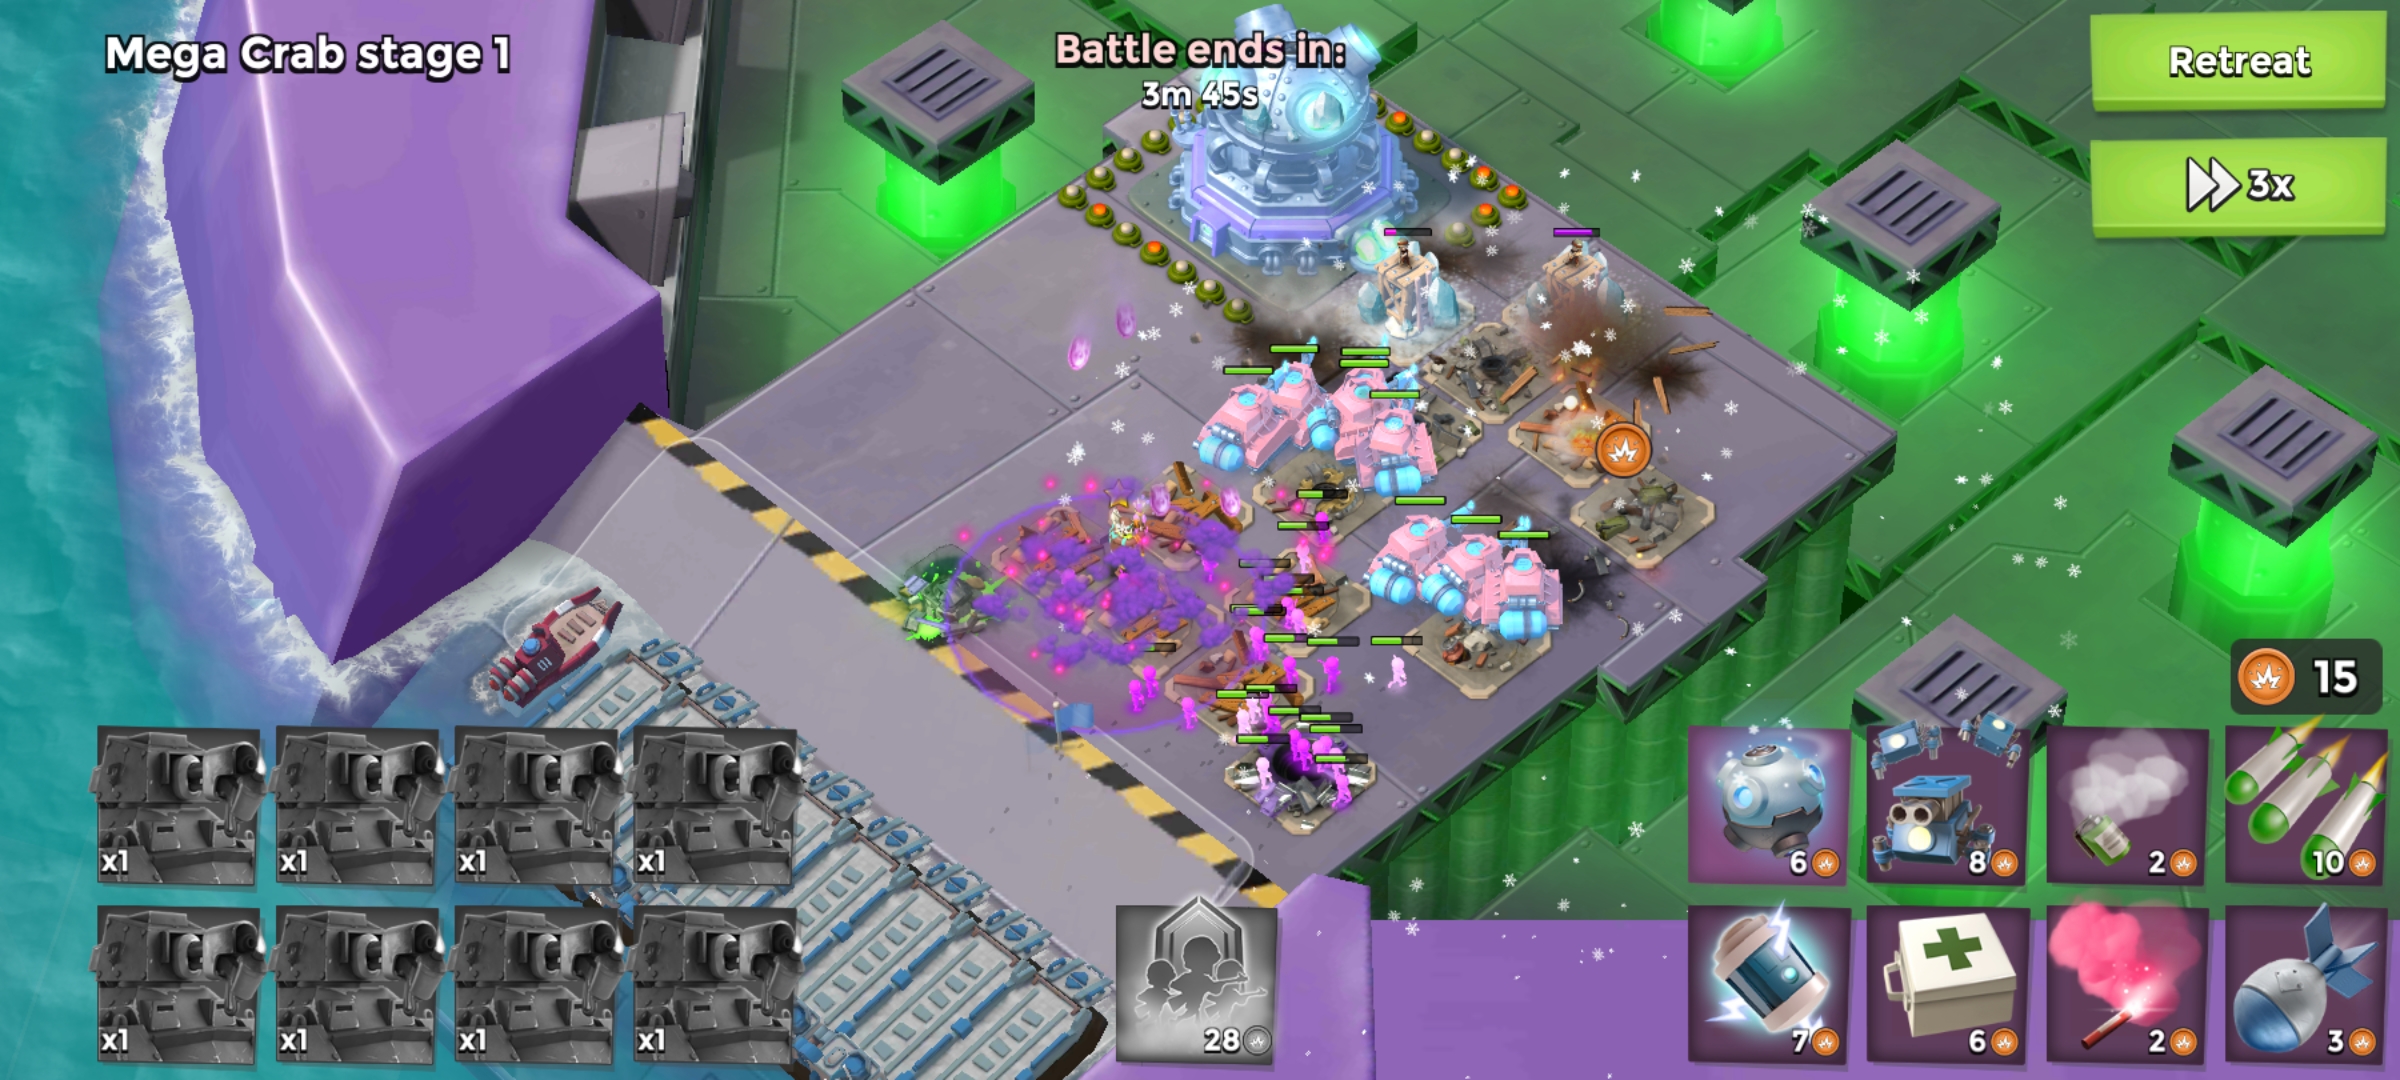 Mega Crab stage 1
Battle ends in:
3m 45s
Retreat
3x
15
x1
x1
x1
x1
6
8
2
10
x1
x1
x1
x1
28
7
6
2
3